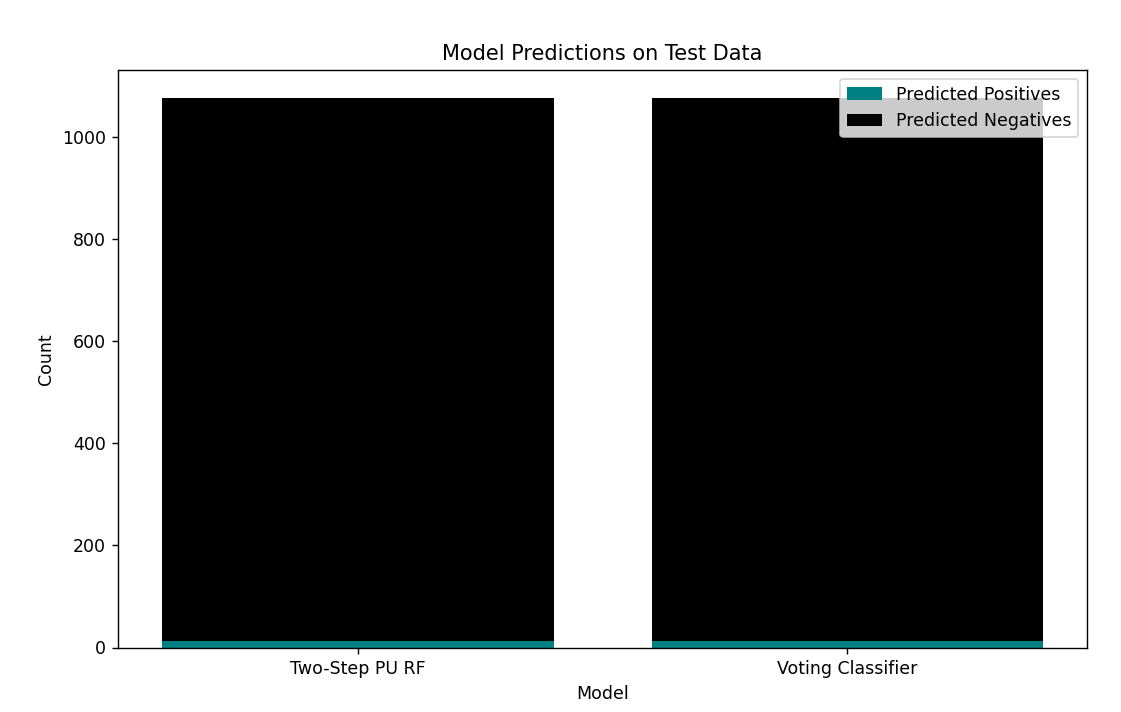 Model Predictions on Test Data
Predicted Positives
Predicted Negatives
1000
800
600
400
200
0
Count
Two-Step PU RF
Voting Classifier
Model